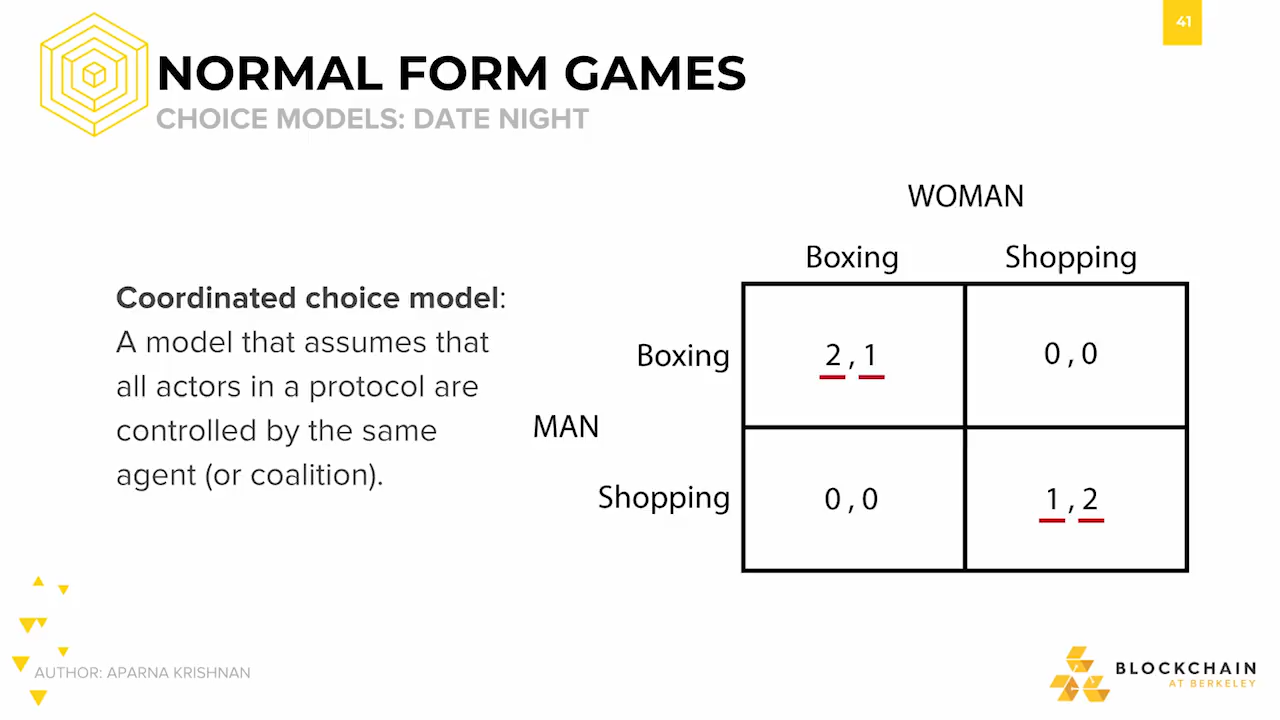 41
NORMAL FORM GAMES
CHOICE MODELS: DATE NIGHT
Coordinated choice model:
A model that assumes that
all actors in a protocol are
controlled by the same
agent (or coalition).
WOMAN
Boxing Shopping
Boxing 2 , 1 0 , 0
MAN
Shopping 0 , 0 1 , 2
AUTHOR: APARNA KRISHNAN
BLOCKCHAIN
AT BERKELEY